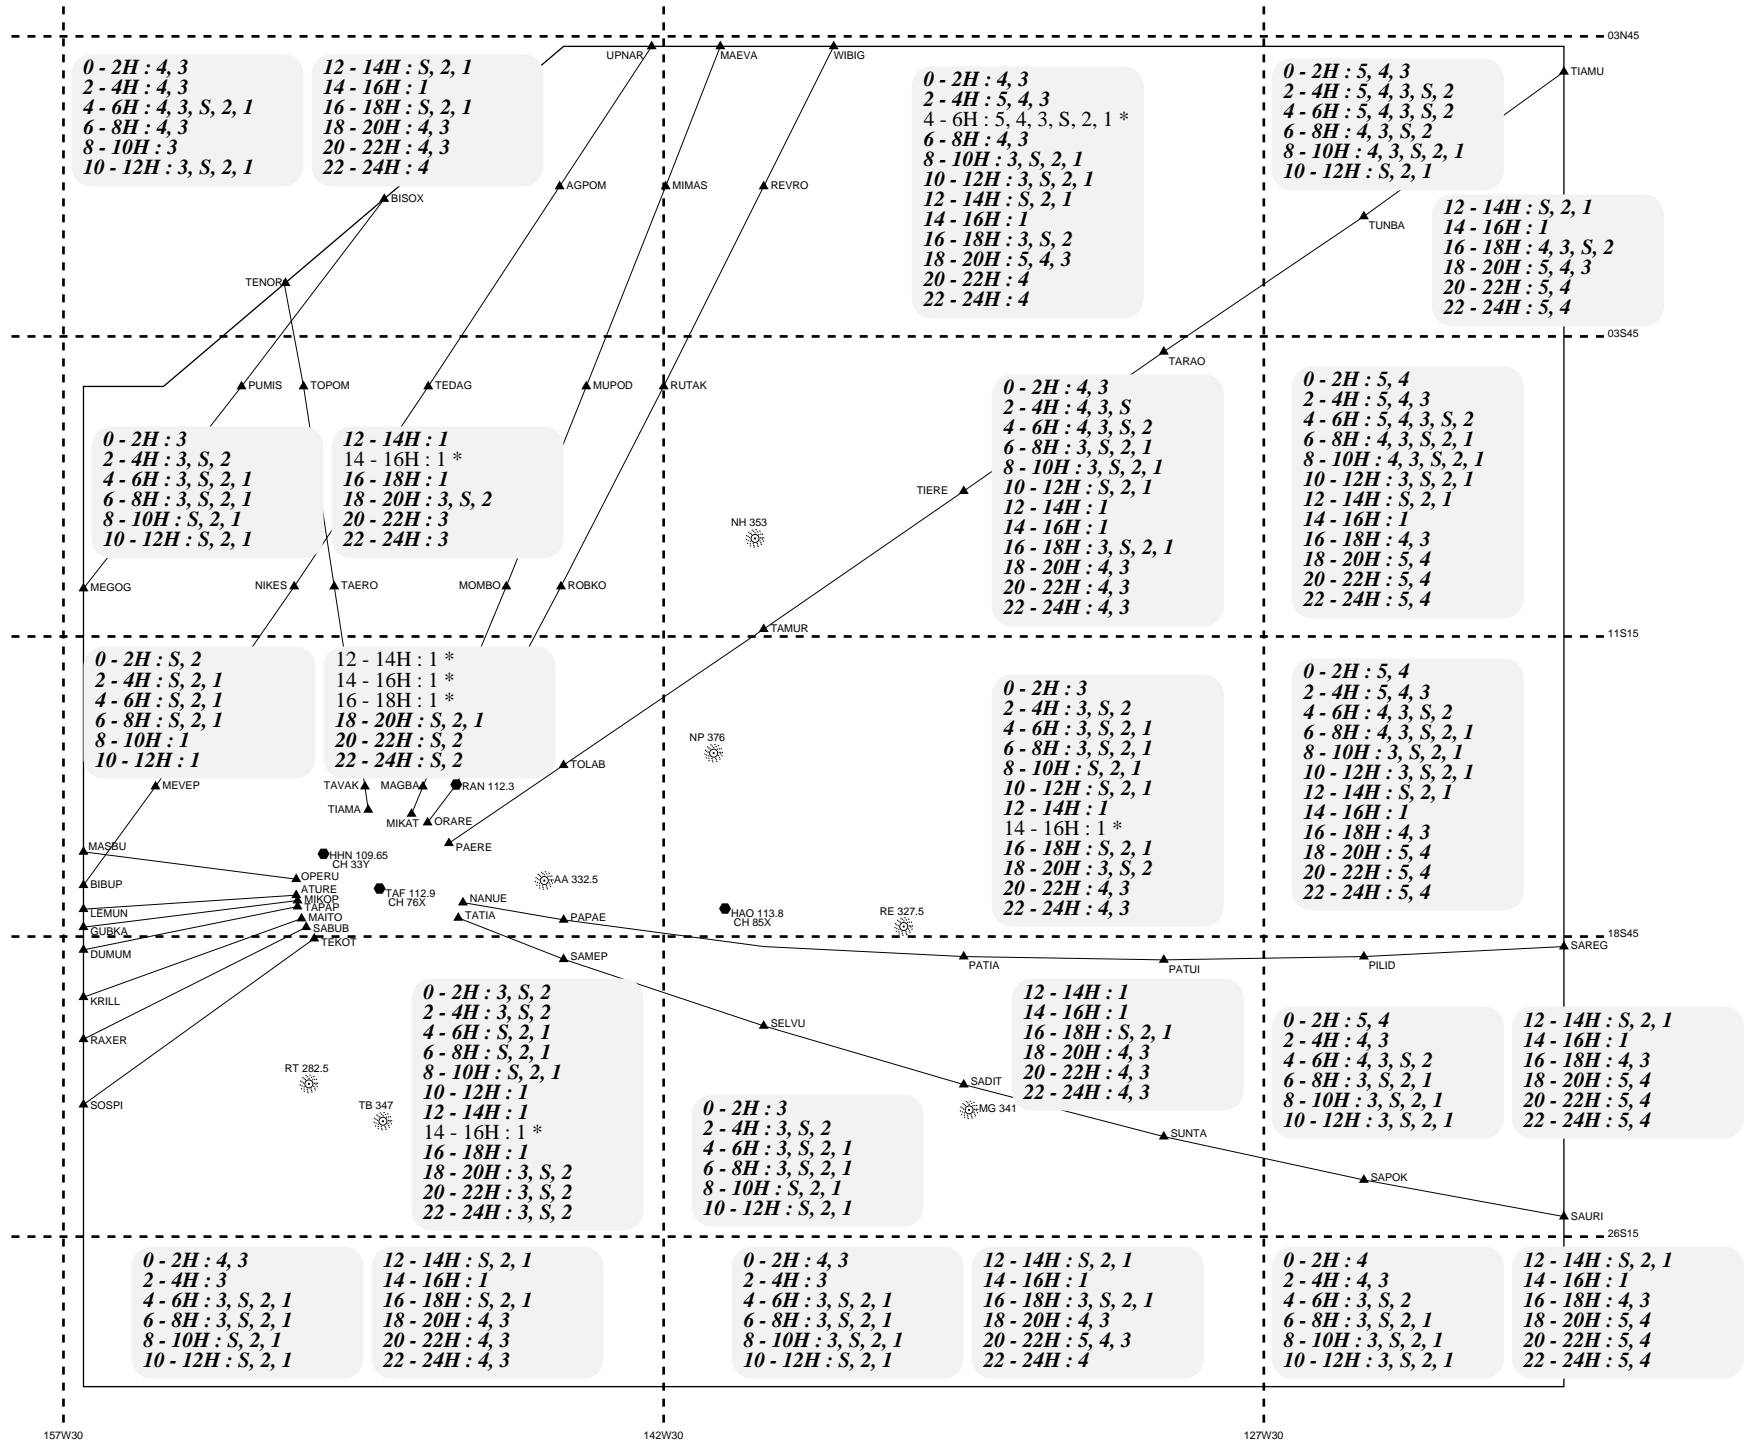 03N45
UPNAR
MAEVA
WIBIG
TIAMU
0 - 2H : 4, 3
2 - 4H : 4, 3
4 - 6H : 4, 3, S, 2, 1
6 - 8H : 4, 3
8 - 10H : 3
10 - 12H : 3, S, 2, 1
12 - 14H : S, 2, 1
14 - 16H : 1
16 - 18H : S, 2, 1
18 - 20H : 4, 3
20 - 22H : 4, 3
22 - 24H : 4
0 - 2H : 4, 3
2 - 4H : 5, 4, 3
4 - 6H : 5, 4, 3, S, 2, 1 *
6 - 8H : 4, 3
8 - 10H : 3, S, 2, 1
10 - 12H : 3, S, 2, 1
12 - 14H : S, 2, 1
14 - 16H : 1
16 - 18H : 3, S, 2
18 - 20H : 5, 4, 3
20 - 22H : 4
22 - 24H : 4
0 - 2H : 5, 4, 3
2 - 4H : 5, 4, 3, S, 2
4 - 6H : 5, 4, 3, S, 2
6 - 8H : 4, 3, S, 2
8 - 10H : 4, 3, S, 2, 1
10 - 12H : S, 2, 1
12 - 14H : S, 2, 1
14 - 16H : 1
16 - 18H : 4, 3, S, 2
18 - 20H : 5, 4, 3
20 - 22H : 5, 4
22 - 24H : 5, 4
BISOX
AGPOM
MIMAS
REVRO
TUNBA
TENOR
03S45
TARAO
PUMIS
TOPOM
TEDAG
MUPOD
RUTAK
0 - 2H : 3
2 - 4H : 3, S, 2
4 - 6H : 3, S, 2, 1
6 - 8H : 3, S, 2, 1
8 - 10H : S, 2, 1
10 - 12H : S, 2, 1
12 - 14H : 1
14 - 16H : 1 *
16 - 18H : 1
18 - 20H : 3, S, 2
20 - 22H : 3
22 - 24H : 3
0 - 2H : 4, 3
2 - 4H : 4, 3, S
4 - 6H : 4, 3, S, 2
6 - 8H : 3, S, 2, 1
8 - 10H : 3, S, 2, 1
10 - 12H : S, 2, 1
12 - 14H : 1
14 - 16H : 1
16 - 18H : 3, S, 2, 1
18 - 20H : 4, 3
20 - 22H : 4, 3
22 - 24H : 4, 3
0 - 2H : 5, 4
2 - 4H : 5, 4, 3
4 - 6H : 5, 4, 3, S, 2
6 - 8H : 4, 3, S, 2, 1
8 - 10H : 4, 3, S, 2, 1
10 - 12H : 3, S, 2, 1
12 - 14H : S, 2, 1
14 - 16H : 1
16 - 18H : 4, 3
18 - 20H : 5, 4
20 - 22H : 5, 4
22 - 24H : 5, 4
TIERE
NH 353
MEGOG
NIKES
TAERO
MOMBO
ROBKO
TAMUR
11S15
0 - 2H : S, 2
2 - 4H : S, 2, 1
4 - 6H : S, 2, 1
6 - 8H : S, 2, 1
8 - 10H : 1
10 - 12H : 1
12 - 14H : 1 *
14 - 16H : 1 *
16 - 18H : 1 *
18 - 20H : S, 2, 1
20 - 22H : S, 2
22 - 24H : S, 2
0 - 2H : 3
2 - 4H : 3, S, 2
4 - 6H : 3, S, 2, 1
6 - 8H : 3, S, 2, 1
8 - 10H : S, 2, 1
10 - 12H : S, 2, 1
12 - 14H : 1
14 - 16H : 1 *
16 - 18H : S, 2, 1
18 - 20H : 3, S, 2
20 - 22H : 4, 3
22 - 24H : 4, 3
0 - 2H : 5, 4
2 - 4H : 5, 4, 3
4 - 6H : 4, 3, S, 2
6 - 8H : 4, 3, S, 2, 1
8 - 10H : 3, S, 2, 1
10 - 12H : 3, S, 2, 1
12 - 14H : S, 2, 1
14 - 16H : 1
16 - 18H : 4, 3
18 - 20H : 5, 4
20 - 22H : 5, 4
22 - 24H : 5, 4
NP 376
TOLAB
MEVEP
TAVAK
MAGBA
RAN 112.3
TIAMA
MIKAT
ORARE
PAERE
MASBU
HHN 109.65
CH 33Y
OPERU
BIBUP
ATURE
MIKOP
TAPAP
TAF 112.9
CH 76X
AA 332.5
NANUE
LEMUN
MAITO
TATIA
PAPAE
HAO 113.8
CH 85X
RE 327.5
GUBKA
SABUB
TEKOT
18S45
DUMUM
SAMEP
PATIA
PATUI
PILID
SAREG
KRILL
RAXER
SELVU
0 - 2H : 3, S, 2
2 - 4H : 3, S, 2
4 - 6H : S, 2, 1
6 - 8H : S, 2, 1
8 - 10H : S, 2, 1
10 - 12H : 1
12 - 14H : 1
14 - 16H : 1 *
16 - 18H : 1
18 - 20H : 3, S, 2
20 - 22H : 3, S, 2
22 - 24H : 3, S, 2
12 - 14H : 1
14 - 16H : 1
16 - 18H : S, 2, 1
18 - 20H : 4, 3
20 - 22H : 4, 3
22 - 24H : 4, 3
0 - 2H : 5, 4
2 - 4H : 4, 3
4 - 6H : 4, 3, S, 2
6 - 8H : 3, S, 2, 1
8 - 10H : 3, S, 2, 1
10 - 12H : 3, S, 2, 1
12 - 14H : S, 2, 1
14 - 16H : 1
16 - 18H : 4, 3
18 - 20H : 5, 4
20 - 22H : 5, 4
22 - 24H : 5, 4
RT 282.5
SOSPI
TB 347
SADIT
MG 341
0 - 2H : 3
2 - 4H : 3, S, 2
4 - 6H : 3, S, 2, 1
6 - 8H : 3, S, 2, 1
8 - 10H : S, 2, 1
10 - 12H : S, 2, 1
SUNTA
SAPOK
SAURI
26S15
0 - 2H : 4, 3
2 - 4H : 3
4 - 6H : 3, S, 2, 1
6 - 8H : 3, S, 2, 1
8 - 10H : S, 2, 1
10 - 12H : S, 2, 1
12 - 14H : S, 2, 1
14 - 16H : 1
16 - 18H : S, 2, 1
18 - 20H : 4, 3
20 - 22H : 4, 3
22 - 24H : 4, 3
0 - 2H : 4, 3
2 - 4H : 3
4 - 6H : 3, S, 2, 1
6 - 8H : 3, S, 2, 1
8 - 10H : 3, S, 2, 1
10 - 12H : S, 2, 1
12 - 14H : S, 2, 1
14 - 16H : 1
16 - 18H : 3, S, 2, 1
18 - 20H : 4, 3
20 - 22H : 5, 4, 3
22 - 24H : 4
0 - 2H : 4
2 - 4H : 4, 3
4 - 6H : 3, S, 2
6 - 8H : 3, S, 2, 1
8 - 10H : 3, S, 2, 1
10 - 12H : 3, S, 2, 1
12 - 14H : S, 2, 1
14 - 16H : 1
16 - 18H : 4, 3
18 - 20H : 5, 4
20 - 22H : 5, 4
22 - 24H : 5, 4
157W30
142W30
127W30